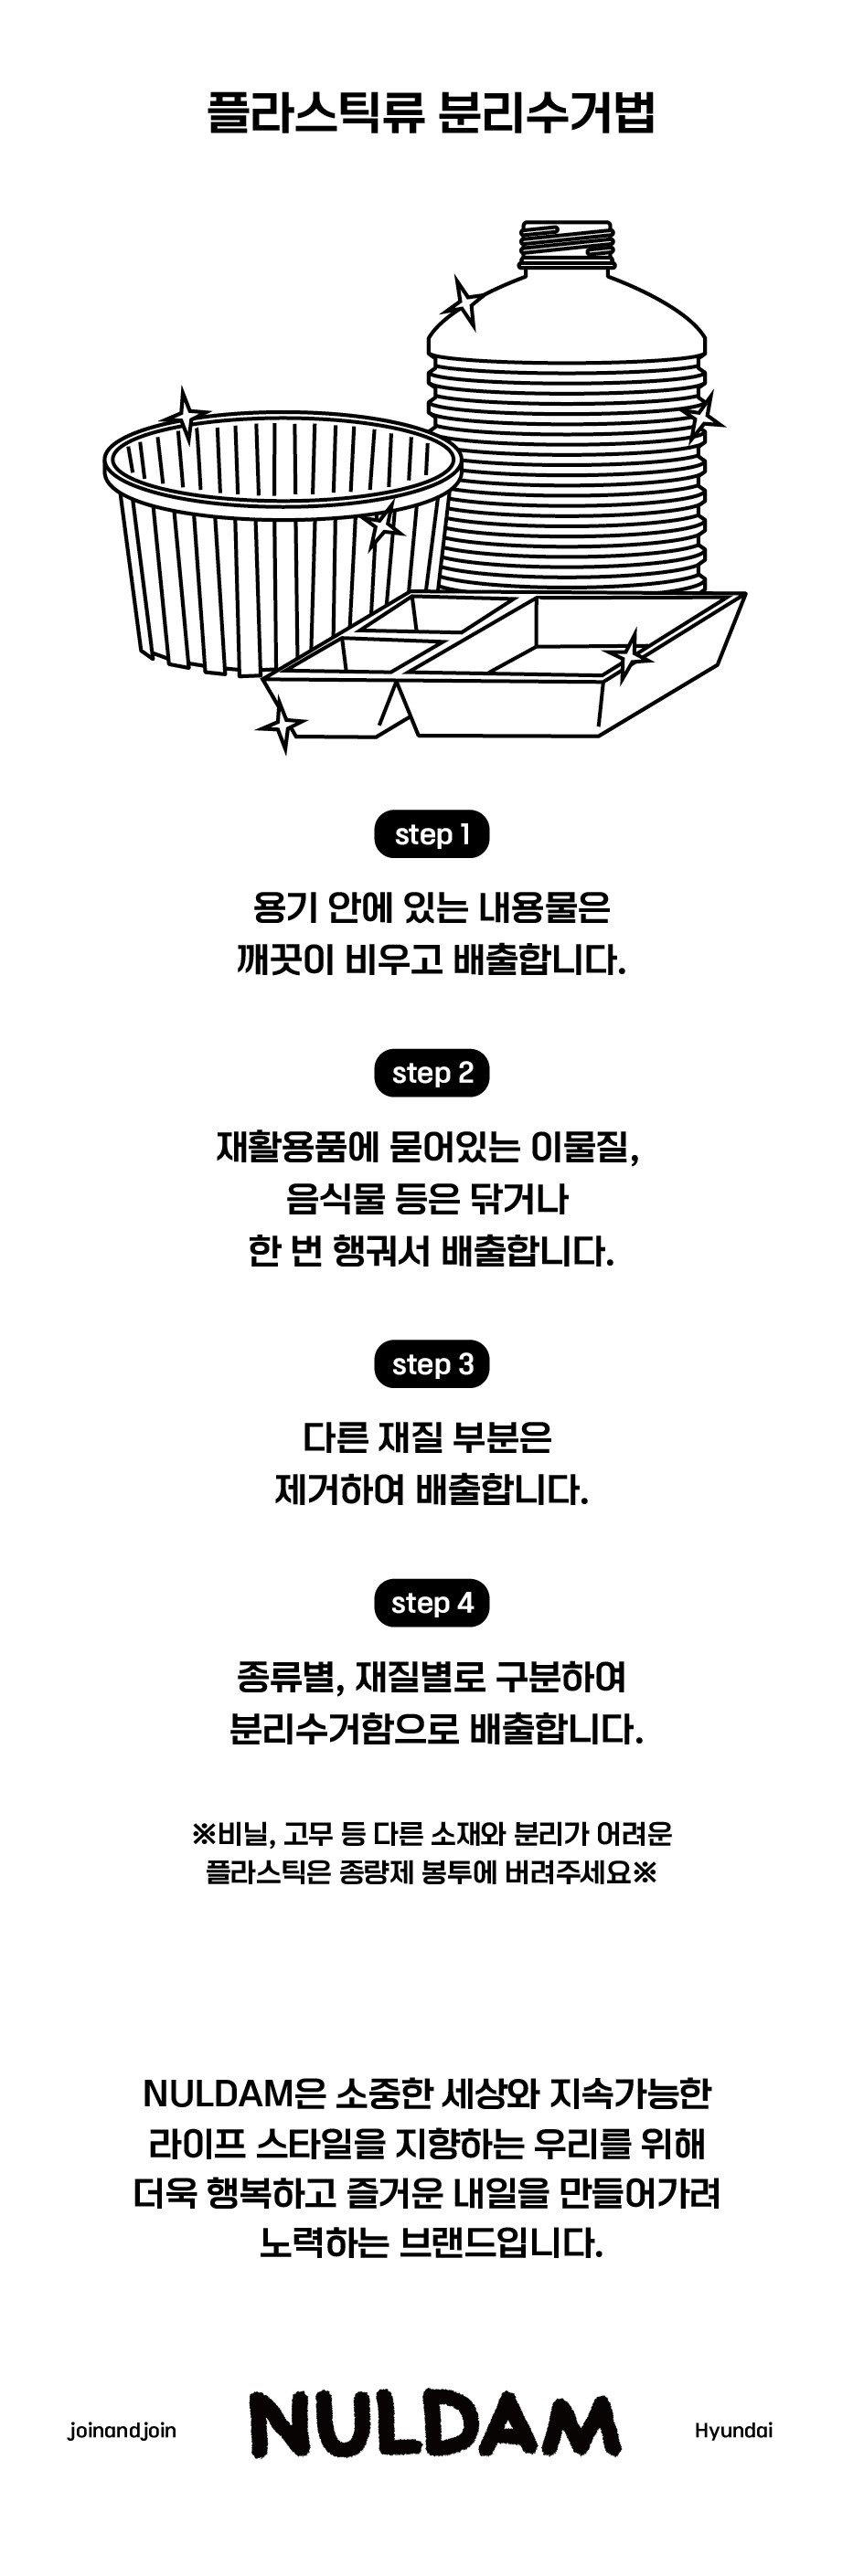 플라스틱류 분리수거법
step 1
용기 안에 있는 내용물은
깨끗이 비우고 배출합니다.
step 2
재활용품에 묻어있는 이물질,
음식물 등은 닦거나
한 번 행궈서 배출합니다.
step 3
다른 재질 부분은
제거하여 배출합니다.
step 4
종류별, 재질별로 구분하여
분리수거함으로 배출합니다.
※비닐, 고무 등 다른 소재와 분리가 어려운
플라스틱은 종량제 봉투에 버려주세요※
NULDAM은 소중한 세상와 지속가능한
라이프 스타일을 지향하는 우리를 위해
더욱 행복하고 즐거운 내일을 만들어가려
노력하는 브랜드입니다.
joinandjoin NULDAM Hyundai